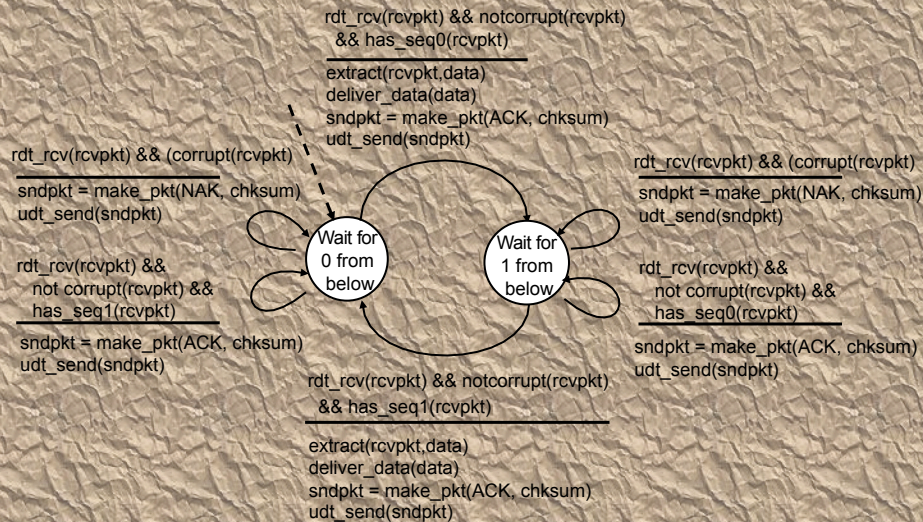 rdt_rcv(rcvpkt) && notcorrupt(rcvpkt)
&& has_seq0(rcvpkt)
extract(rcvpkt,data)
deliver_data(data)
sndpkt = make_pkt(ACK, chksum)
udt_send(sndpkt)
rdt_rcv(rcvpkt) && (corrupt(rcvpkt)
sndpkt = make_pkt(NAK, chksum)
udt_send(sndpkt)
rdt_rcv(rcvpkt) &&
not corrupt(rcvpkt) &&
has_seq1(rcvpkt)
sndpkt = make_pkt(ACK, chksum)
udt_send(sndpkt)
Wait for
0 from
below
Wait for
1 from
below
rdt_rcv(rcvpkt) && (corrupt(rcvpkt)
sndpkt = make_pkt(NAK, chksum)
udt_send(sndpkt)
rdt_rcv(rcvpkt) &&
not corrupt(rcvpkt) &&
has_seq0(rcvpkt)
sndpkt = make_pkt(ACK, chksum)
udt_send(sndpkt)
rdt_rcv(rcvpkt) && notcorrupt(rcvpkt)
&& has_seq1(rcvpkt)
extract(rcvpkt,data)
deliver_data(data)
sndpkt = make_pkt(ACK, chksum)
udt_send(sndpkt)